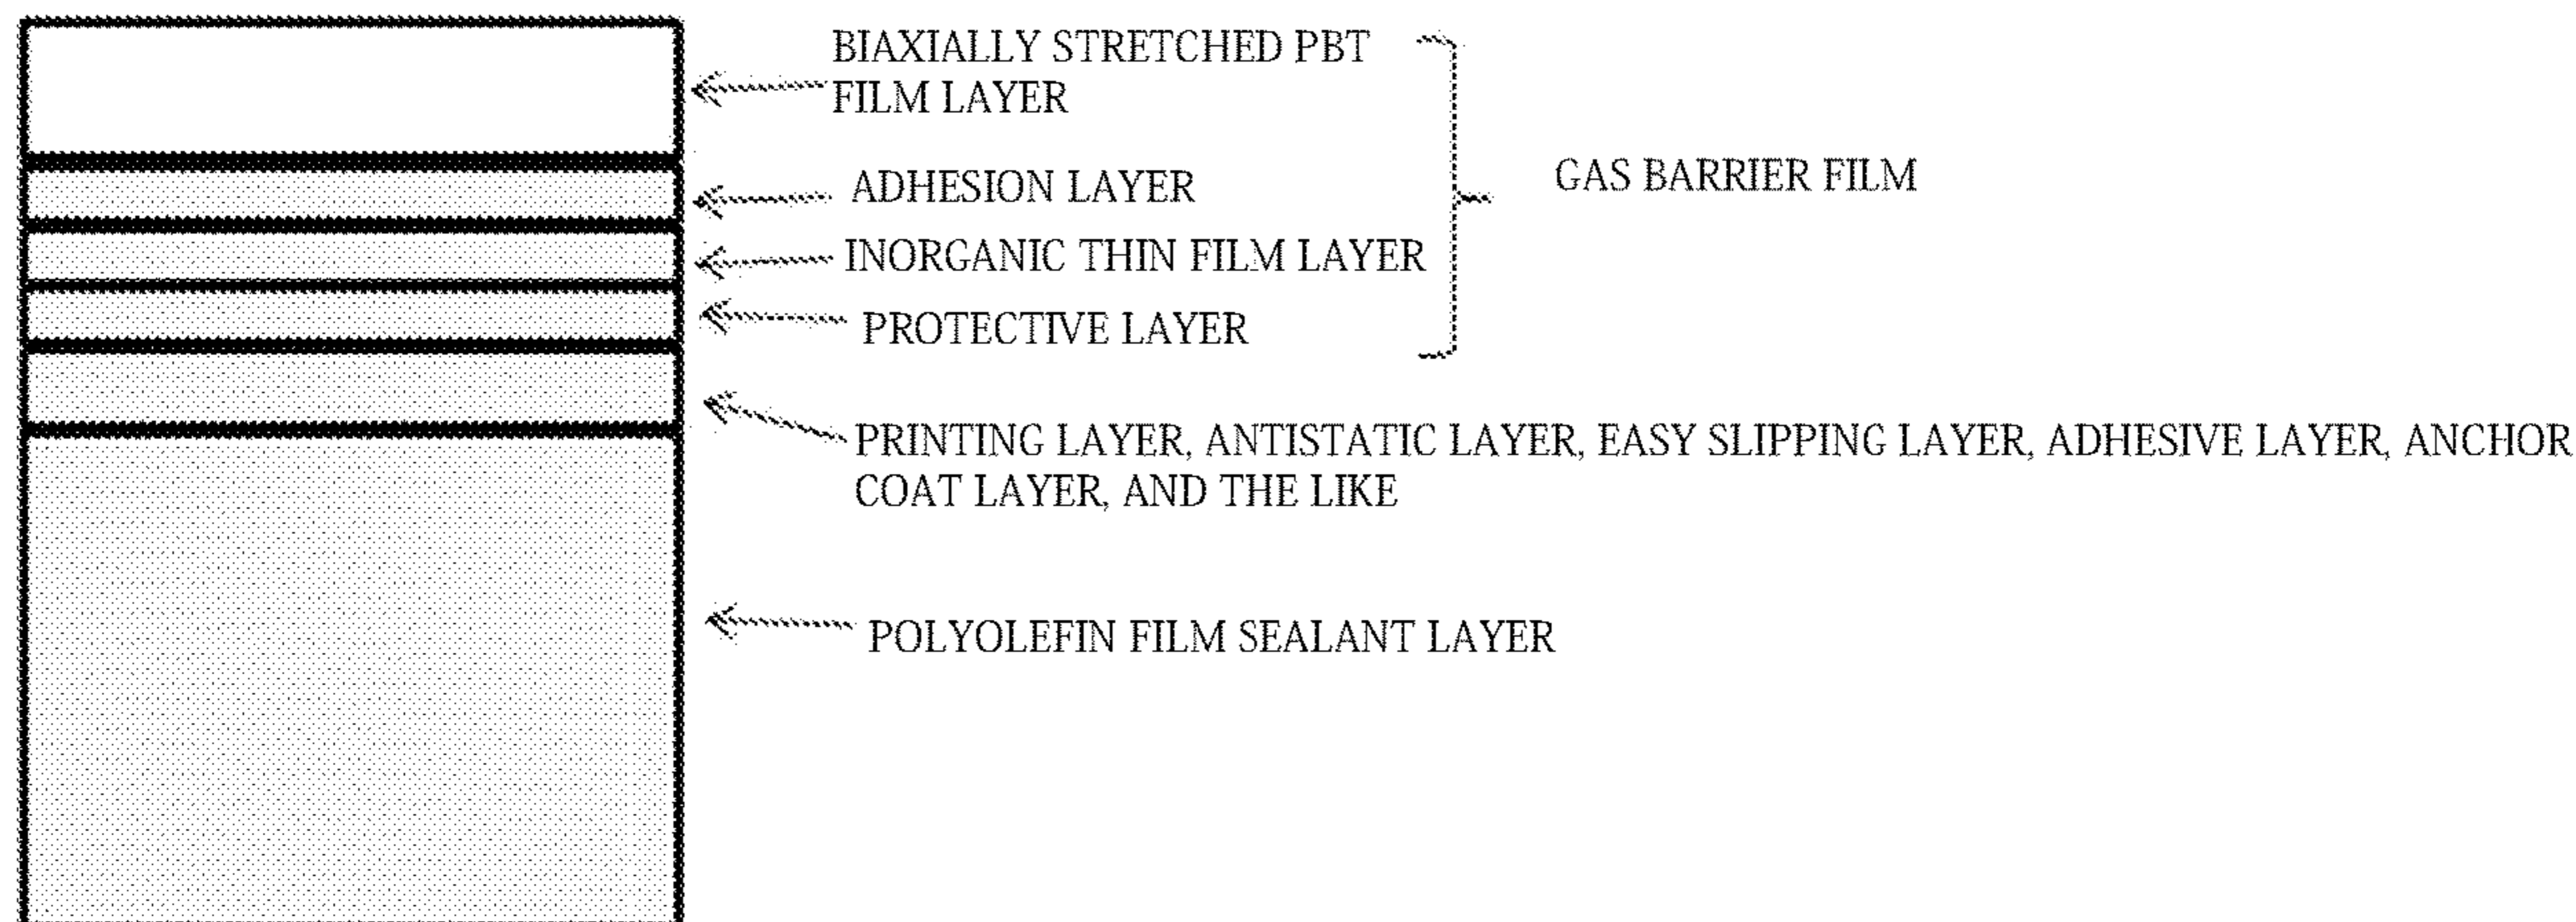 BIAXIALLY STRETCHED PBT
FILM LAYER
ADHESION LAYER
INORGANIC THIN FILM LAYER
PROTECTIVE LAYER
GAS BARRIER FILM
PRINTING LAYER, ANTISTATIC LAYER, EASY SLIPPING LAYER, ADHESIVE LAYER, ANCHOR
COAT LAYER, AND THE LIKE
POLYOLEFIN FILM SEALANT LAYER